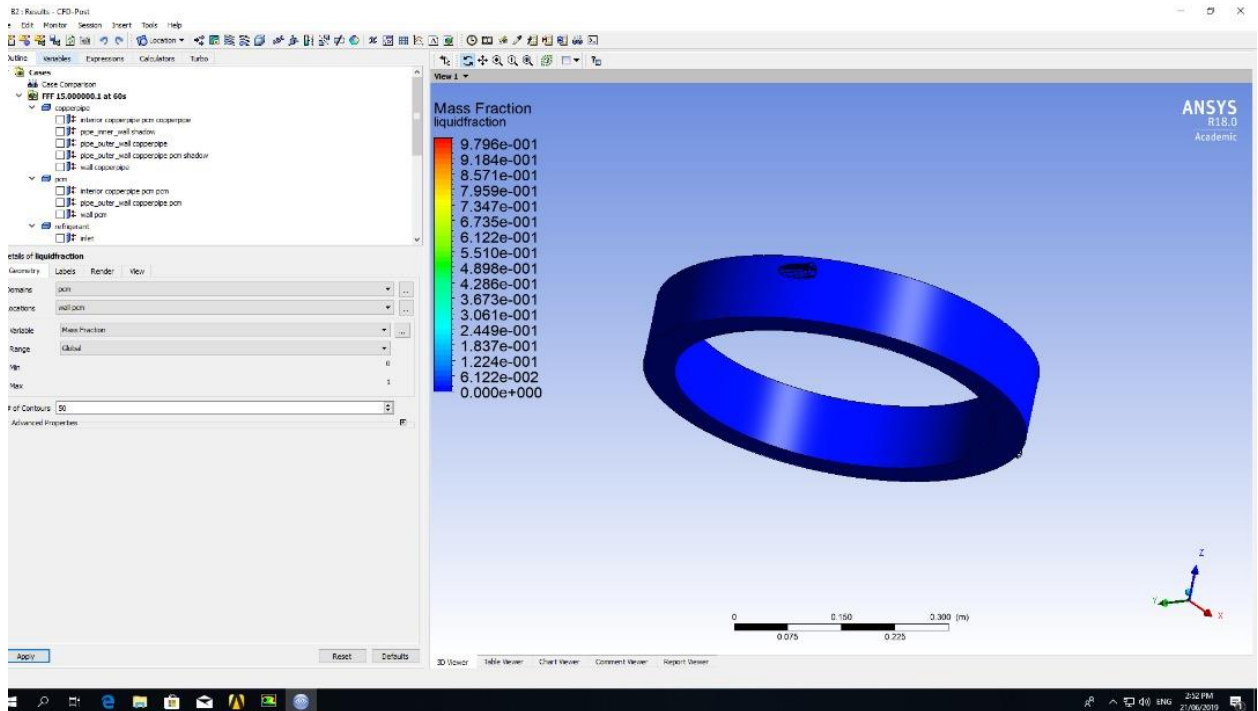 B2 : Results - CFD-Post
Edit Monitor Session Insert Tools Help
Location
Outline Variables Expressions Calculators Turbo
Cases
Case Comparison
FFF 15.000000.1 at 60s
copperpipe
interior copperpipe pcm copperpipe
pipe_inner_wall shadow
pipe_outer_wall copperpipe
pipe_outer_wall copperpipe pcm shadow
wall copperpipe
pcm
interior copperpipe pcm pcm
pipe_outer_wall copperpipe pcm
wall pcm
refrigerant
inlet
etails of liquidfraction
Geometry Labels Render View
Domains pcm
ocations wall pcm
Variable Mass Fraction
Range Global
Min 0
Max 1
# of Contours 50
Advanced Properties
Apply Reset Defaults
View 1
Mass Fraction
liquidfraction
9.796e-001
9.184e-001
8.571e-001
7.959e-001
7.347e-001
6.735e-001
6.122e-001
5.510e-001
4.898e-001
4.286e-001
3.673e-001
3.061e-001
2.449e-001
1.837e-001
1.224e-001
6.122e-002
0.000e+000
ANSYS
R18.0
Academic
Z
Y
X
0 0.150 0.300 (m)
0.075 0.225
3D Viewer Table Viewer Chart Viewer Comment Viewer Report Viewer
ENG
2:52 PM
21/06/2019